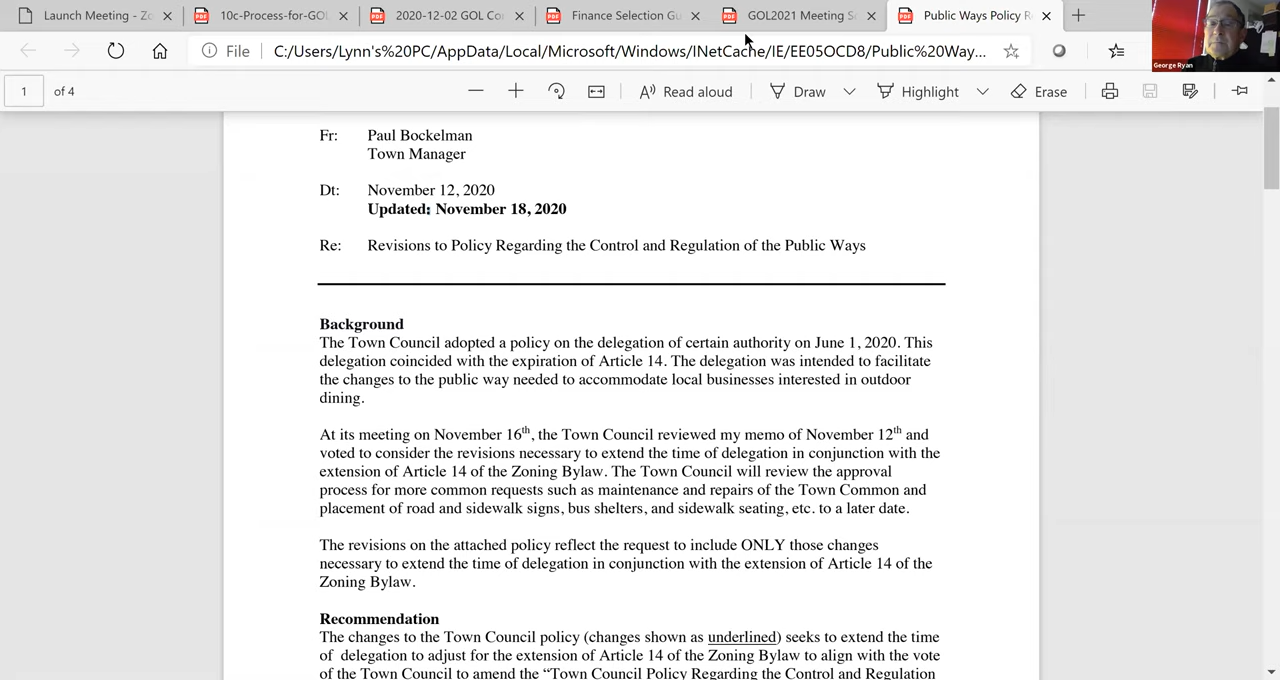 Launch Meeting - Zo
10c-Process-for-GOL
2020-12-02 GOL Co
Finance Selection Gu
GOL2021 Meeting S
Public Ways Policy R
File
C:/Users/Lynn's%20PC/AppData/Local/Microsoft/Windows/INetCache/IE/EE05OCD8/Public%20Way...
George Ryan
1 of 4
Read aloud
Draw
Highlight
Erase
Fr: Paul Bockelman
Town Manager
Dt: November 12, 2020
Updated: November 18, 2020
Re: Revisions to Policy Regarding the Control and Regulation of the Public Ways
Background
The Town Council adopted a policy on the delegation of certain authority on June 1, 2020. This
delegation coincided with the expiration of Article 14. The delegation was intended to facilitate
the changes to the public way needed to accommodate local businesses interested in outdoor
dining.
At its meeting on November 16th, the Town Council reviewed my memo of November 12th and
voted to consider the revisions necessary to extend the time of delegation in conjunction with the
extension of Article 14 of the Zoning Bylaw. The Town Council will review the approval
process for more common requests such as maintenance and repairs of the Town Common and
placement of road and sidewalk signs, bus shelters, and sidewalk seating, etc. to a later date.
The revisions on the attached policy reflect the request to include ONLY those changes
necessary to extend the time of delegation in conjunction with the extension of Article 14 of the
Zoning Bylaw.
Recommendation
The changes to the Town Council policy (changes shown as underlined) seeks to extend the time
of delegation to adjust for the extension of Article 14 of the Zoning Bylaw to align with the vote
of the Town Council to amend the “Town Council Policy Regarding the Control and Regulation